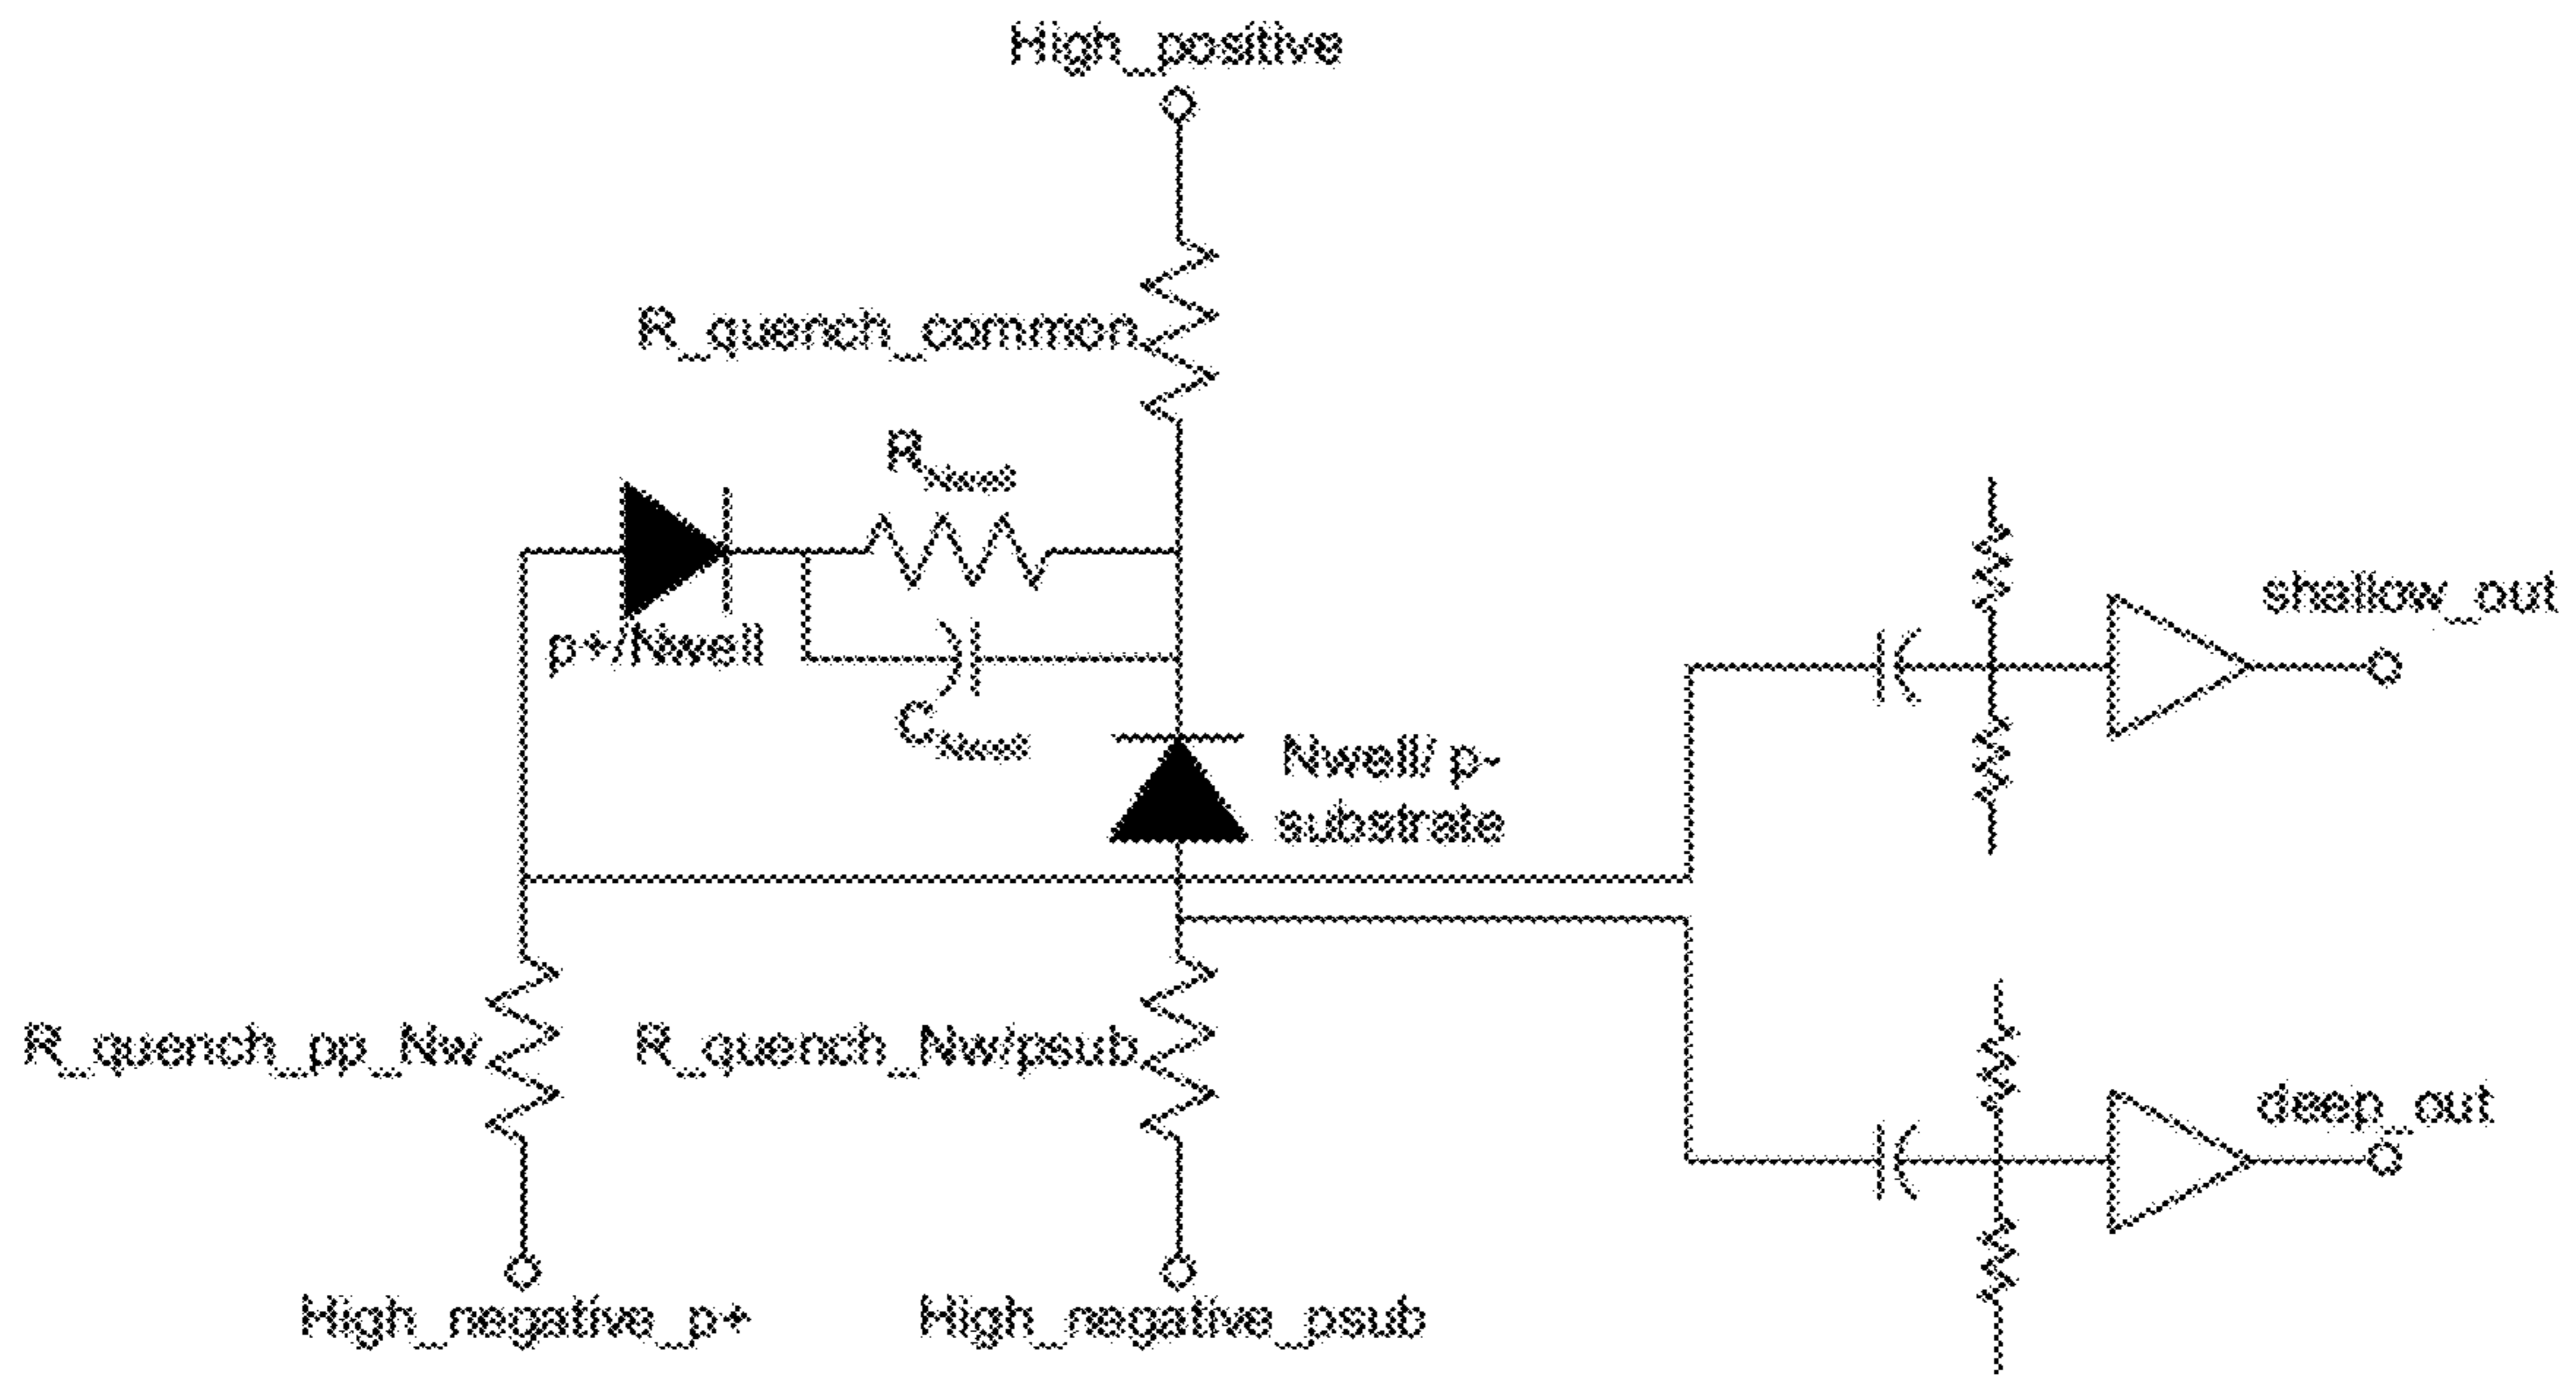 High_positive
R_quench_common
R_Nwell
p+/Nwell
C_Nwell
shallow_out
Nwell/ p-
substrate
R_quench_pp_Nw
R_quench_Nw/psub
deep_out
High_negative_p+
High_negative_psub